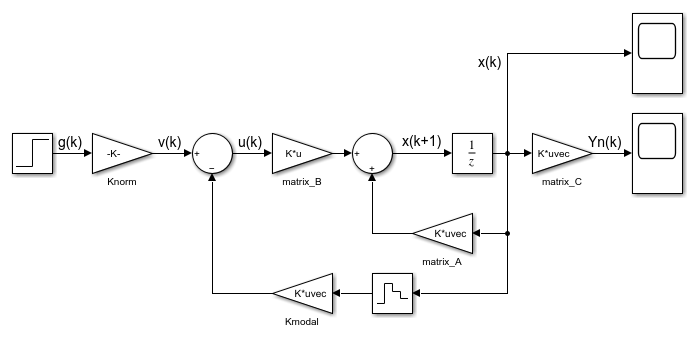 x(k)
g(k)
-K-
Knorm
v(k)
+
−
u(k)
K*u
matrix_B
+
+
x(k+1)
1
z
K*uvec
matrix_C
Yn(k)
K*uvec
matrix_A
K*uvec
Kmodal